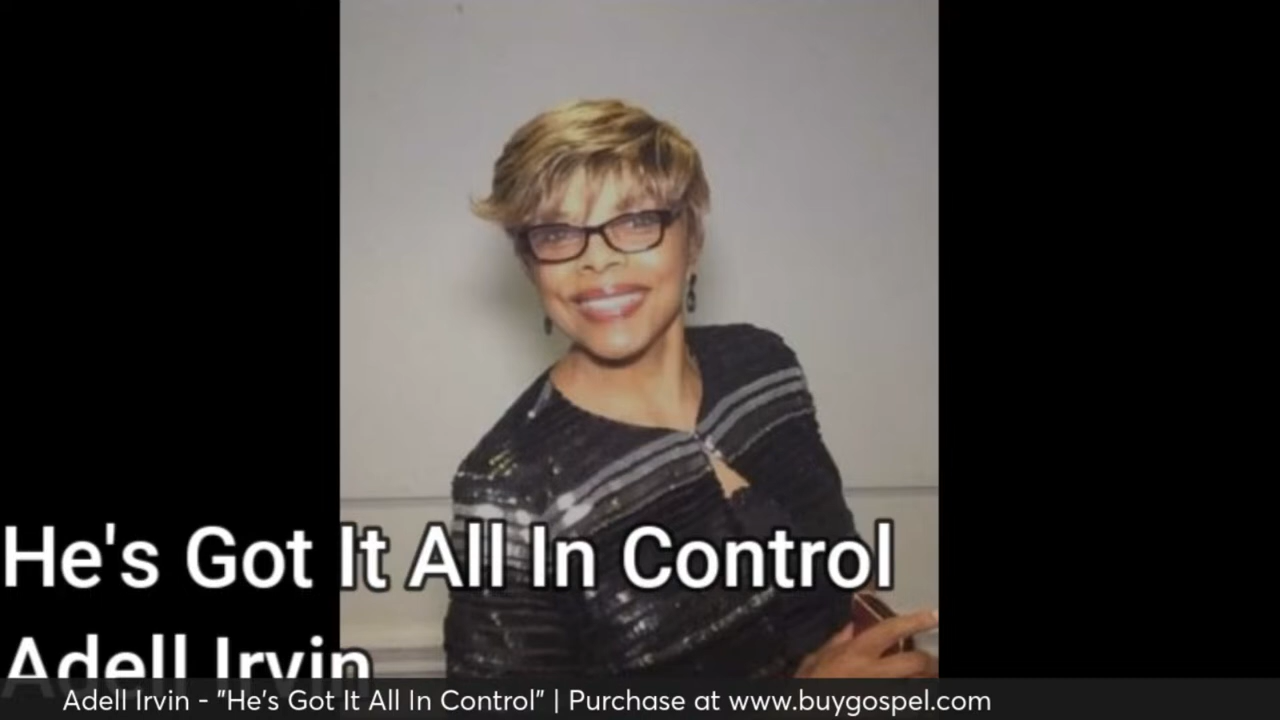 He's Got It All In Control
Adell Irvin
Adell Irvin - "He's Got It All In Control" | Purchase at www.buygospel.com